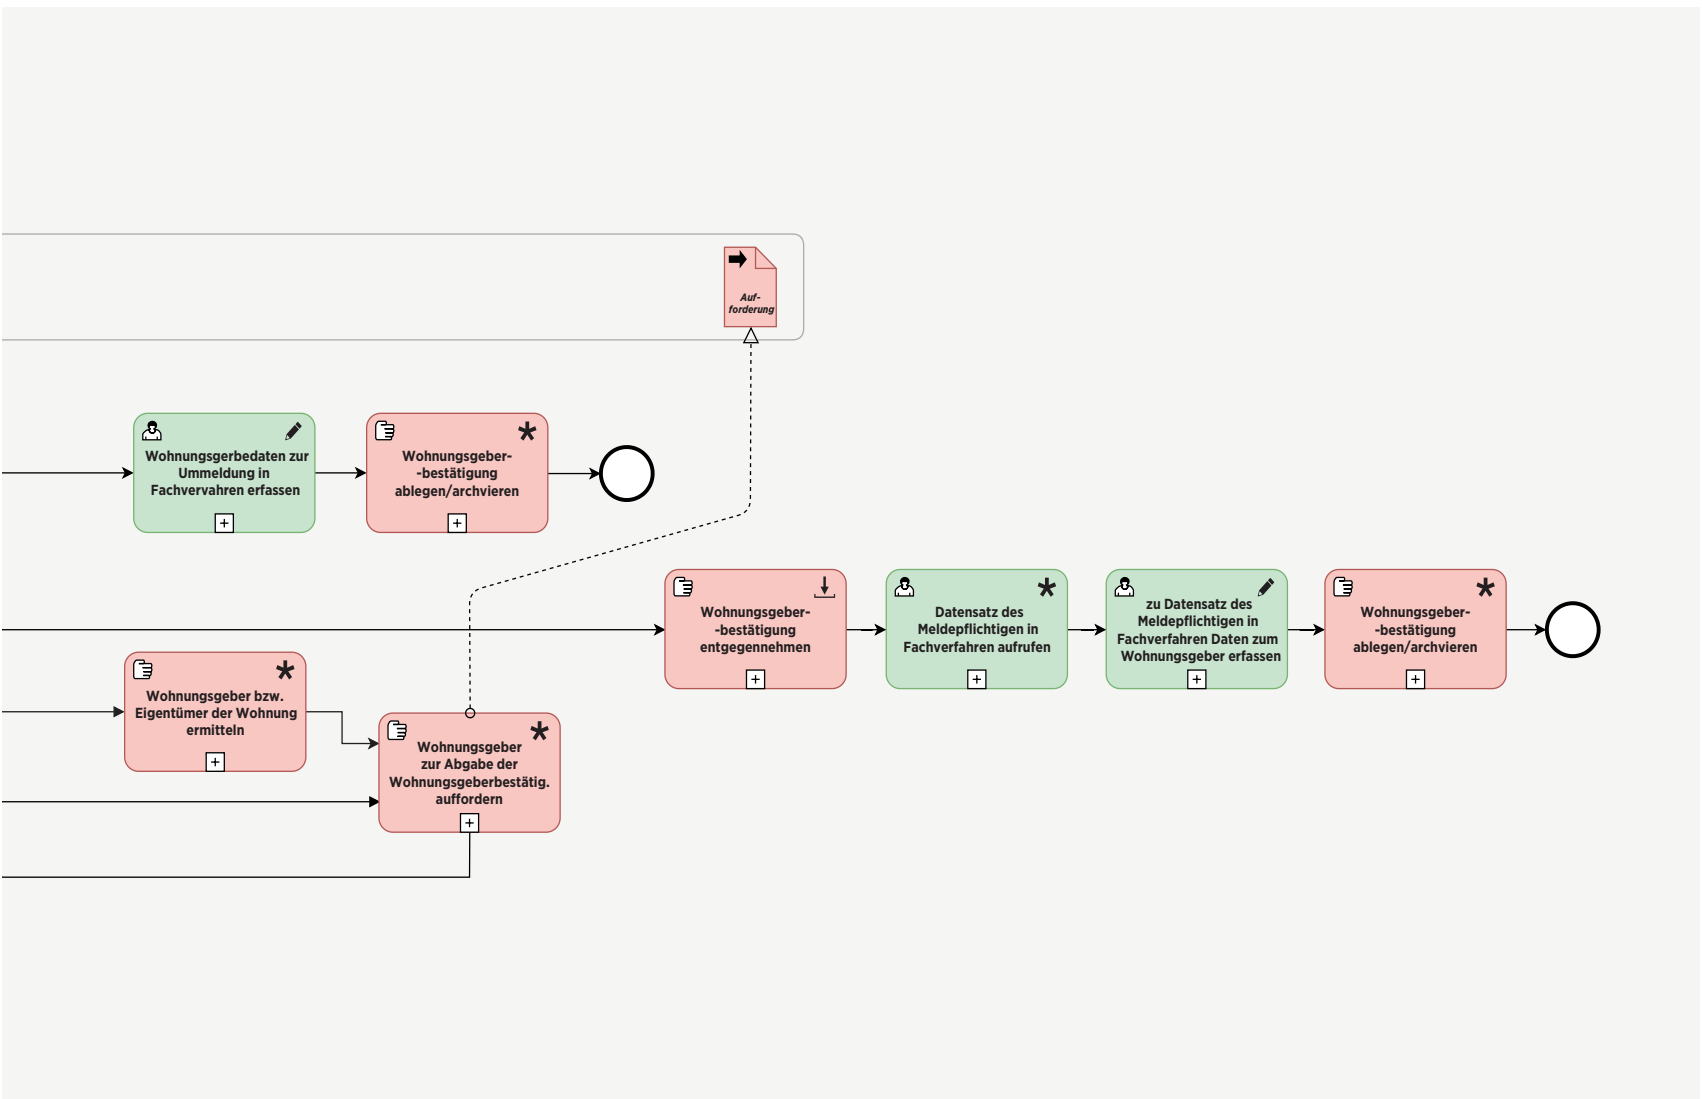 Auf-
forderung
Wohnungsgerbedaten zur
Ummeldung in
Fachvervahren erfassen
Wohnungsgeber-
-bestätigung
ablegen/archvieren
Wohnungsgeber-
-bestätigung
entgegennehmen
Datensatz des
Meldepflichtigen in
Fachverfahren aufrufen
zu Datensatz des
Meldepflichtigen in
Fachverfahren Daten zum
Wohnungsgeber erfassen
Wohnungsgeber-
-bestätigung
ablegen/archvieren
Wohnungsgeber bzw.
Eigentümer der Wohnung
ermitteln
Wohnungsgeber
zur Abgabe der
Wohnungsgeberbestätig.
auffordern